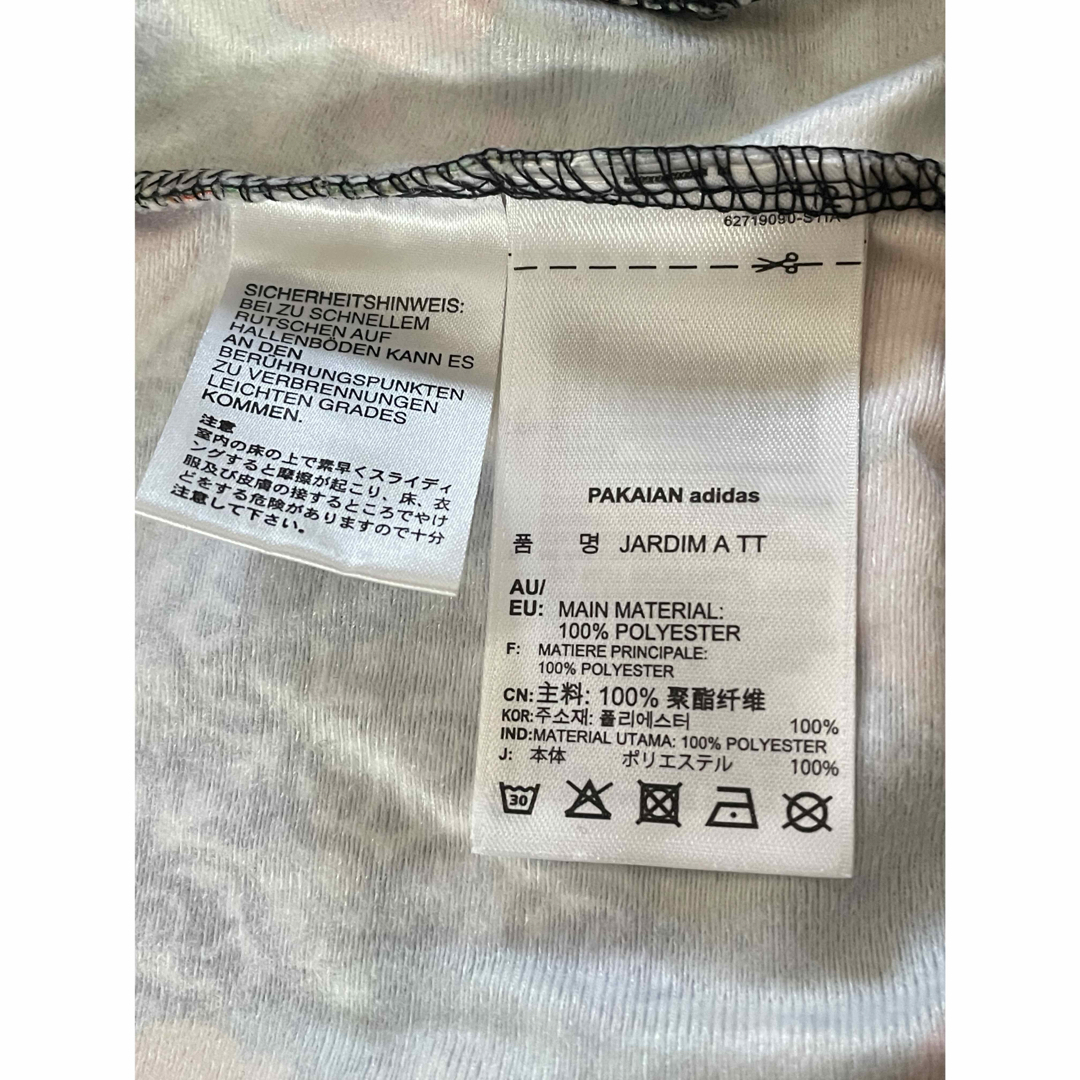 SICHERHEITSHINWEIS:
BEI ZU SCHNELLEM
RUTSCHEN AUF
HALLENBÖDEN KANN ES
AN DEN
BERÜHRUNGSPUNKTEN
ZU VERBRENNUNGEN
LEICHTEN GRADES
KOMMEN.
注意
室内の床の上で素早くスライディ
ングすると摩擦が起こり、床、衣
服及び皮膚の接するところでやけ
どをする危険がありますので十分
注意して下さい。
PAKAIAN adidas
品 名 JARDIM A TT
AU/
EU: MAIN MATERIAL:
100% POLYESTER
F: MATIERE PRINCIPALE:
100% POLYESTER
CN:主料: 100% 聚酯纤维
KOR:주소재: 폴리에스터 100%
IND:MATERIAL UTAMA: 100% POLYESTER
J: 本体 ポリエステル 100%
30